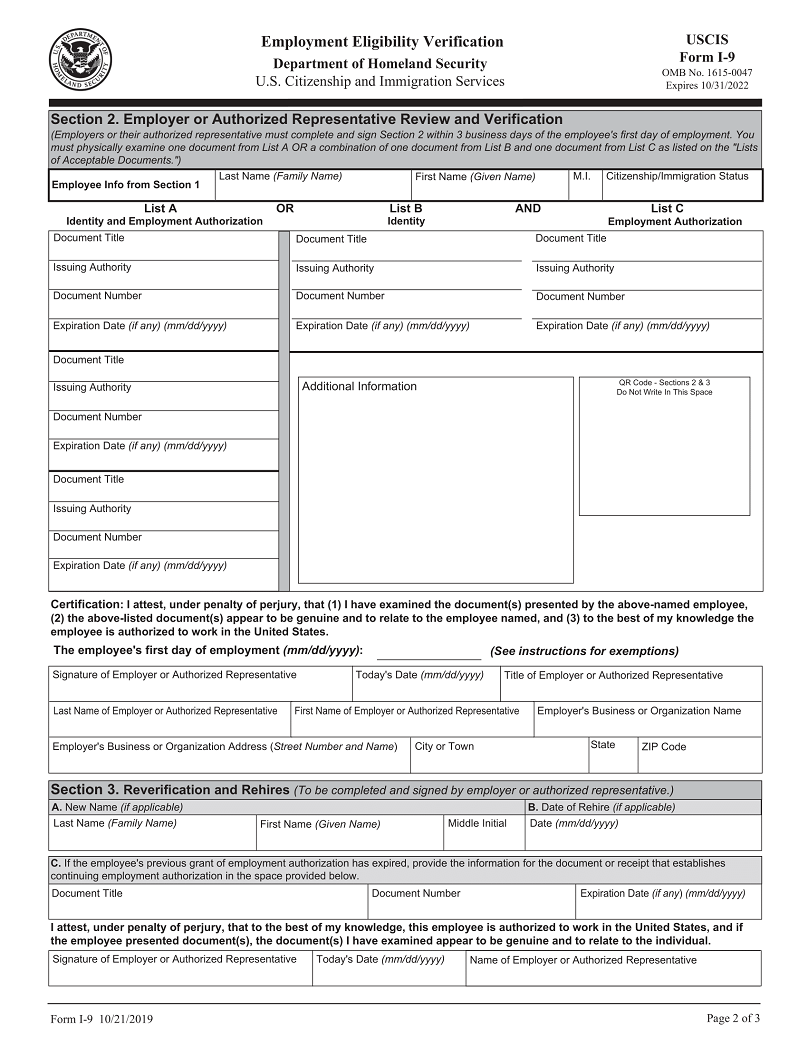 U.S. DEPARTMENT OF HOMELAND SECURITY
Employment Eligibility Verification
Department of Homeland Security
U.S. Citizenship and Immigration Services
USCIS
Form I-9
OMB No. 1615-0047
Expires 10/31/2022
Section 2. Employer or Authorized Representative Review and Verification
(Employers or their authorized representative must complete and sign Section 2 within 3 business days of the employee's first day of employment. You
must physically examine one document from List A OR a combination of one document from List B and one document from List C as listed on the "Lists
of Acceptable Documents.")
Employee Info from Section 1
Last Name (Family Name)
First Name (Given Name)
M.I.
Citizenship/Immigration Status
List A
Identity and Employment Authorization
OR
List B
Identity
AND
List C
Employment Authorization
Document Title
Issuing Authority
Document Number
Expiration Date (if any) (mm/dd/yyyy)
Document Title
Issuing Authority
Document Number
Expiration Date (if any) (mm/dd/yyyy)
Document Title
Issuing Authority
Document Number
Expiration Date (if any) (mm/dd/yyyy)
Document Title
Issuing Authority
Document Number
Expiration Date (if any) (mm/dd/yyyy)
Document Title
Issuing Authority
Document Number
Expiration Date (if any) (mm/dd/yyyy)
Additional Information
QR Code - Sections 2 & 3
Do Not Write In This Space
Certification: I attest, under penalty of perjury, that (1) I have examined the document(s) presented by the above-named employee,
(2) the above-listed document(s) appear to be genuine and to relate to the employee named, and (3) to the best of my knowledge the
employee is authorized to work in the United States.
The employee's first day of employment (mm/dd/yyyy):
(See instructions for exemptions)
Signature of Employer or Authorized Representative
Today's Date (mm/dd/yyyy)
Title of Employer or Authorized Representative
Last Name of Employer or Authorized Representative
First Name of Employer or Authorized Representative
Employer's Business or Organization Name
Employer's Business or Organization Address (Street Number and Name)
City or Town
State
ZIP Code
Section 3. Reverification and Rehires (To be completed and signed by employer or authorized representative.)
A. New Name (if applicable)
B. Date of Rehire (if applicable)
Last Name (Family Name)
First Name (Given Name)
Middle Initial
Date (mm/dd/yyyy)
C. If the employee's previous grant of employment authorization has expired, provide the information for the document or receipt that establishes
continuing employment authorization in the space provided below.
Document Title
Document Number
Expiration Date (if any) (mm/dd/yyyy)
I attest, under penalty of perjury, that to the best of my knowledge, this employee is authorized to work in the United States, and if
the employee presented document(s), the document(s) I have examined appear to be genuine and to relate to the individual.
Signature of Employer or Authorized Representative
Today's Date (mm/dd/yyyy)
Name of Employer or Authorized Representative
Form I-9 10/21/2019
Page 2 of 3